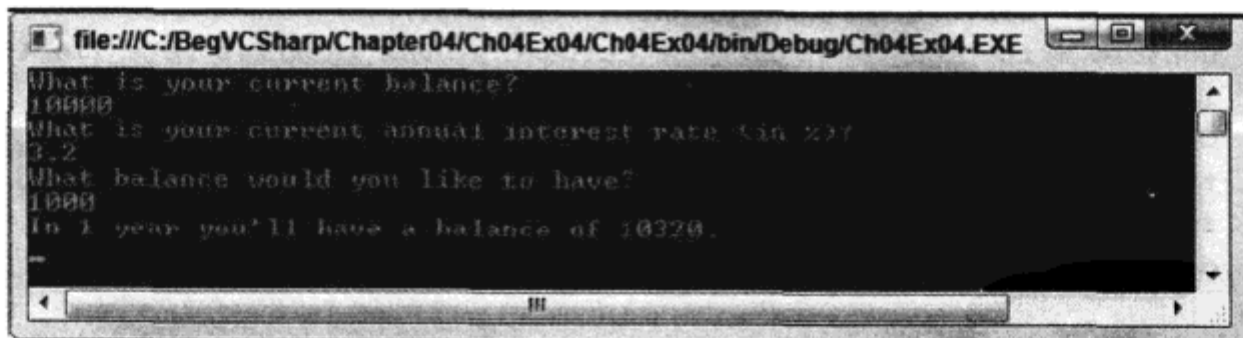 file:///C:/BegVCSharp/Chapter04/Ch04Ex04/Ch04Ex04/bin/Debug/Ch04Ex04.EXE
What is your current balance?
10000
What is your current annual interest rate (in %)?
3.2
What balance would you like to have?
1000
In 1 year you'll have a balance of 10320.